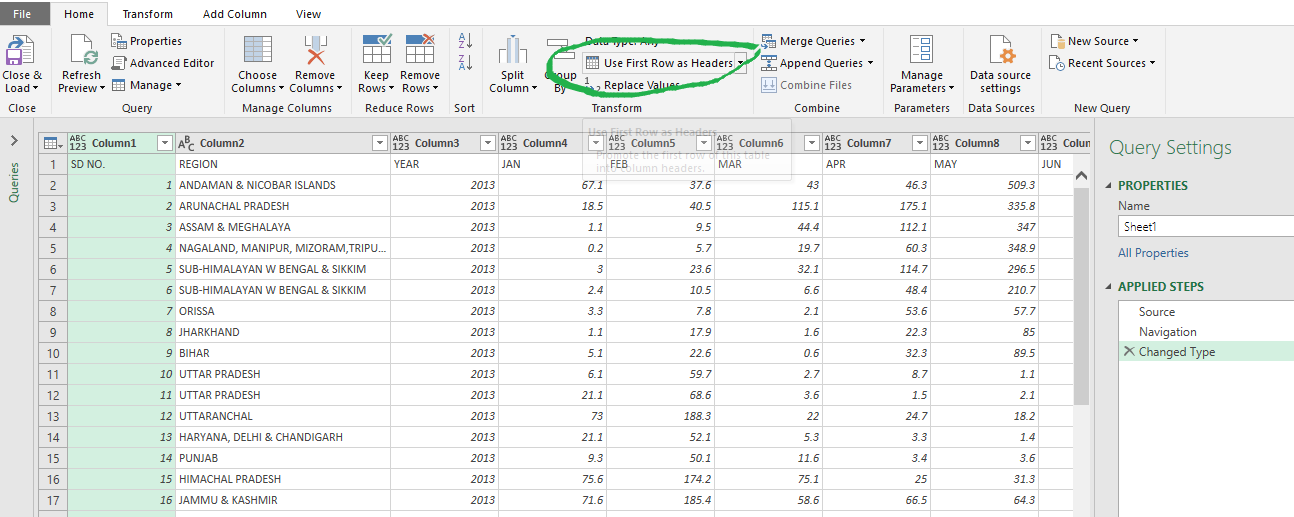 File Home Transform Add Column View
Close & Load
Refresh Preview
Properties
Advanced Editor
Manage
Choose Columns
Remove Columns
Keep Rows
Remove Rows
Split Column
Group By
Data Type: Any
Use First Row as Headers
Replace Values
Merge Queries
Append Queries
Combine Files
Manage Parameters
Data source settings
New Source
Recent Sources
Close Query Manage Columns Reduce Rows Sort Transform Combine Parameters Data Sources New Query
Queries
Use First Row as Headers
Promote the first row of this table
into column headers.
ABC 123 Column1 ABC Column2 ABC 123 Column3 ABC 123 Column4 ABC 123 Column5 ABC 123 Column6 ABC 123 Column7 ABC 123 Column8 ABC 123 Colun
1 SD NO. REGION YEAR JAN FEB MAR APR MAY JUN
2 1 ANDAMAN & NICOBAR ISLANDS 2013 67.1 37.6 43 46.3 509.3
3 2 ARUNACHAL PRADESH 2013 18.5 40.5 115.1 175.1 335.8
4 3 ASSAM & MEGHALAYA 2013 1.1 9.5 44.4 112.1 347
5 4 NAGALAND, MANIPUR, MIZORAM,TRIPU... 2013 0.2 5.7 19.7 60.3 348.9
6 5 SUB-HIMALAYAN W BENGAL & SIKKIM 2013 3 23.6 32.1 114.7 296.5
7 6 SUB-HIMALAYAN W BENGAL & SIKKIM 2013 2.4 10.5 6.6 48.4 210.7
8 7 ORISSA 2013 3.3 7.8 2.1 53.6 57.7
9 8 JHARKHAND 2013 1.1 17.9 1.6 22.3 85
10 9 BIHAR 2013 5.1 22.6 0.6 32.3 89.5
11 10 UTTAR PRADESH 2013 6.1 59.7 2.7 8.7 1.1
12 11 UTTAR PRADESH 2013 21.1 68.6 3.6 1.5 2.1
13 12 UTTARANCHAL 2013 73 188.3 22 24.7 18.2
14 13 HARYANA, DELHI & CHANDIGARH 2013 21.1 52.1 5.3 3.3 1.4
15 14 PUNJAB 2013 9.3 50.1 11.6 3.4 3.6
16 15 HIMACHAL PRADESH 2013 75.6 174.2 75.1 25 31.3
17 16 JAMMU & KASHMIR 2013 71.6 185.4 58.6 66.5 64.3
Query Settings
PROPERTIES
Name
Sheet1
All Properties
APPLIED STEPS
Source
Navigation
Changed Type